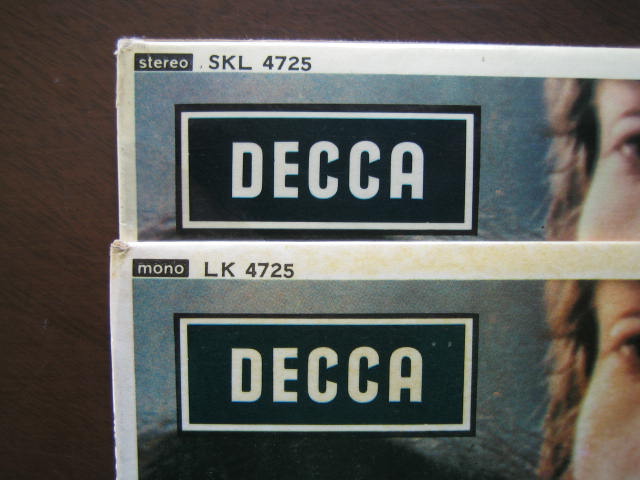 stereo SKL 4725
DECCA
mono LK 4725
DECCA